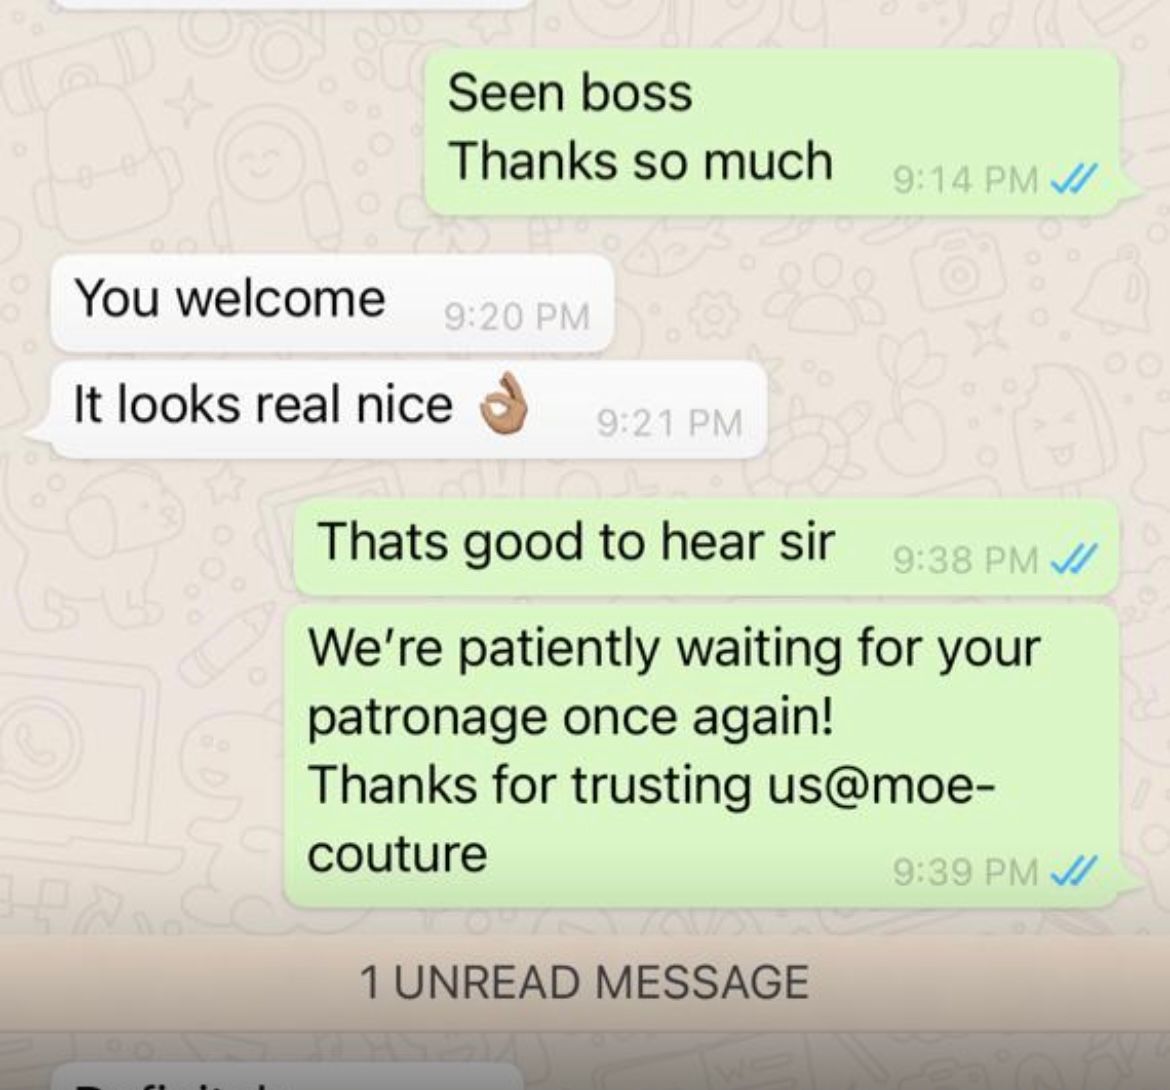 Seen boss
Thanks so much
9:14 PM
You welcome
9:20 PM
It looks real nice 👌🏽
9:21 PM
Thats good to hear sir
9:38 PM
We're patiently waiting for your
patronage once again!
Thanks for trusting us@moe-
couture
9:39 PM
1 UNREAD MESSAGE